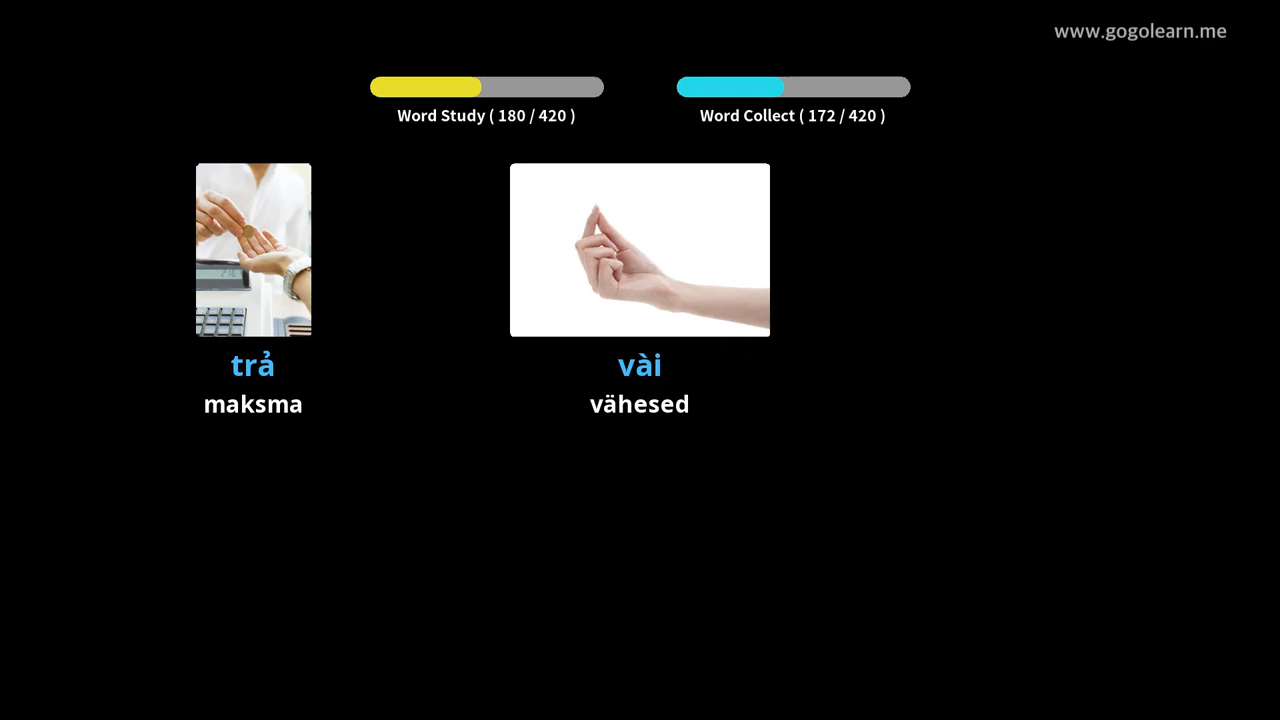 www.gogolearn.me
Word Study ( 180 / 420 )
Word Collect ( 172 / 420 )
trả
maksma
vài
vähesed